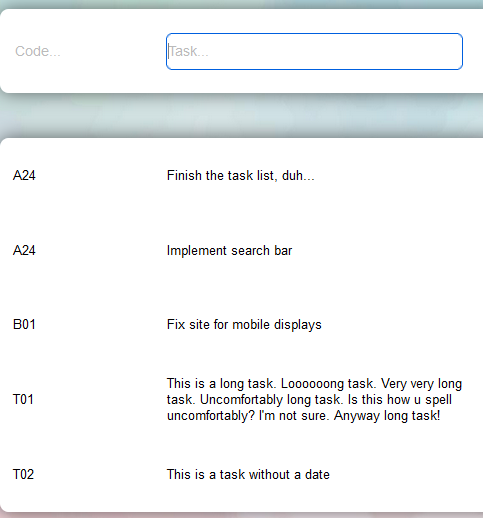 Code... Task...
A24 Finish the task list, duh...
A24 Implement search bar
B01 Fix site for mobile displays
This is a long task. Loooooong task. Very very long
T01 task. Uncomfortably long task. Is this how u spell
uncomfortably? I'm not sure. Anyway long task!
T02 This is a task without a date